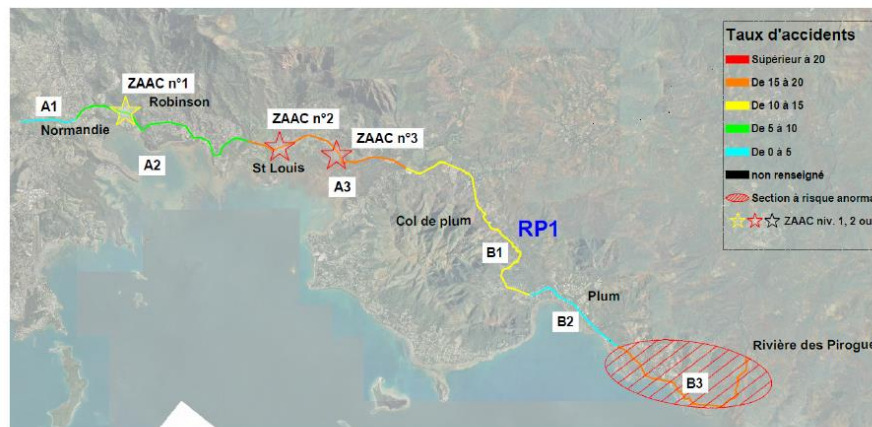 Taux d'accidents
Supérieur à 20
De 15 à 20
De 10 à 15
De 5 à 10
De 0 à 5
non renseigné
Section à risque anorma
ZAAC niv. 1, 2 ou
ZAAC n°1
A1
Robinson
Normandie
ZAAC n°2
ZAAC n°3
A2
St Louis
A3
Col de plum
RP1
B1
Plum
B2
Rivière des Pirogue
B3